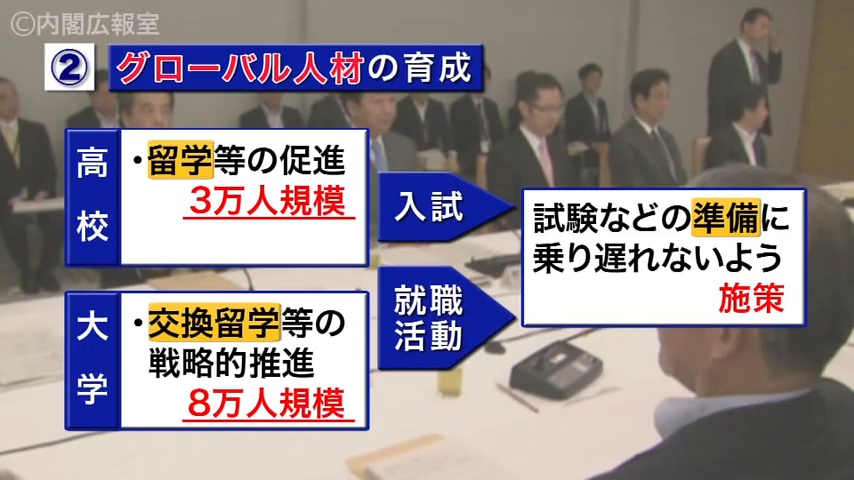 ©内閣広報室
② グローバル人材の育成
高校
・留学等の促進
3万人規模
入試
大学
・交換留学等の
戦略的推進
8万人規模
就職
活動
試験などの準備に
乗り遅れないよう
施策